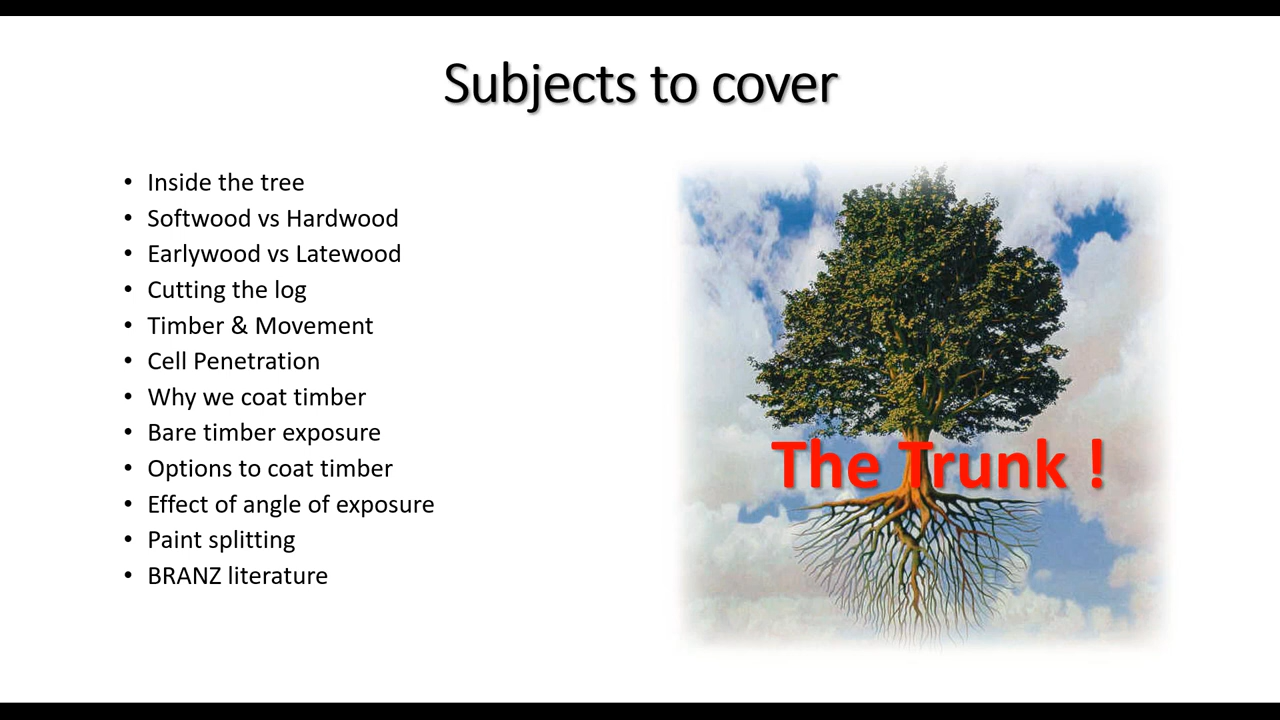 Subjects to cover
• Inside the tree
• Softwood vs Hardwood
• Earlywood vs Latewood
• Cutting the log
• Timber & Movement
• Cell Penetration
• Why we coat timber
• Bare timber exposure
• Options to coat timber
• Effect of angle of exposure
• Paint splitting
• BRANZ literature
The Trunk !